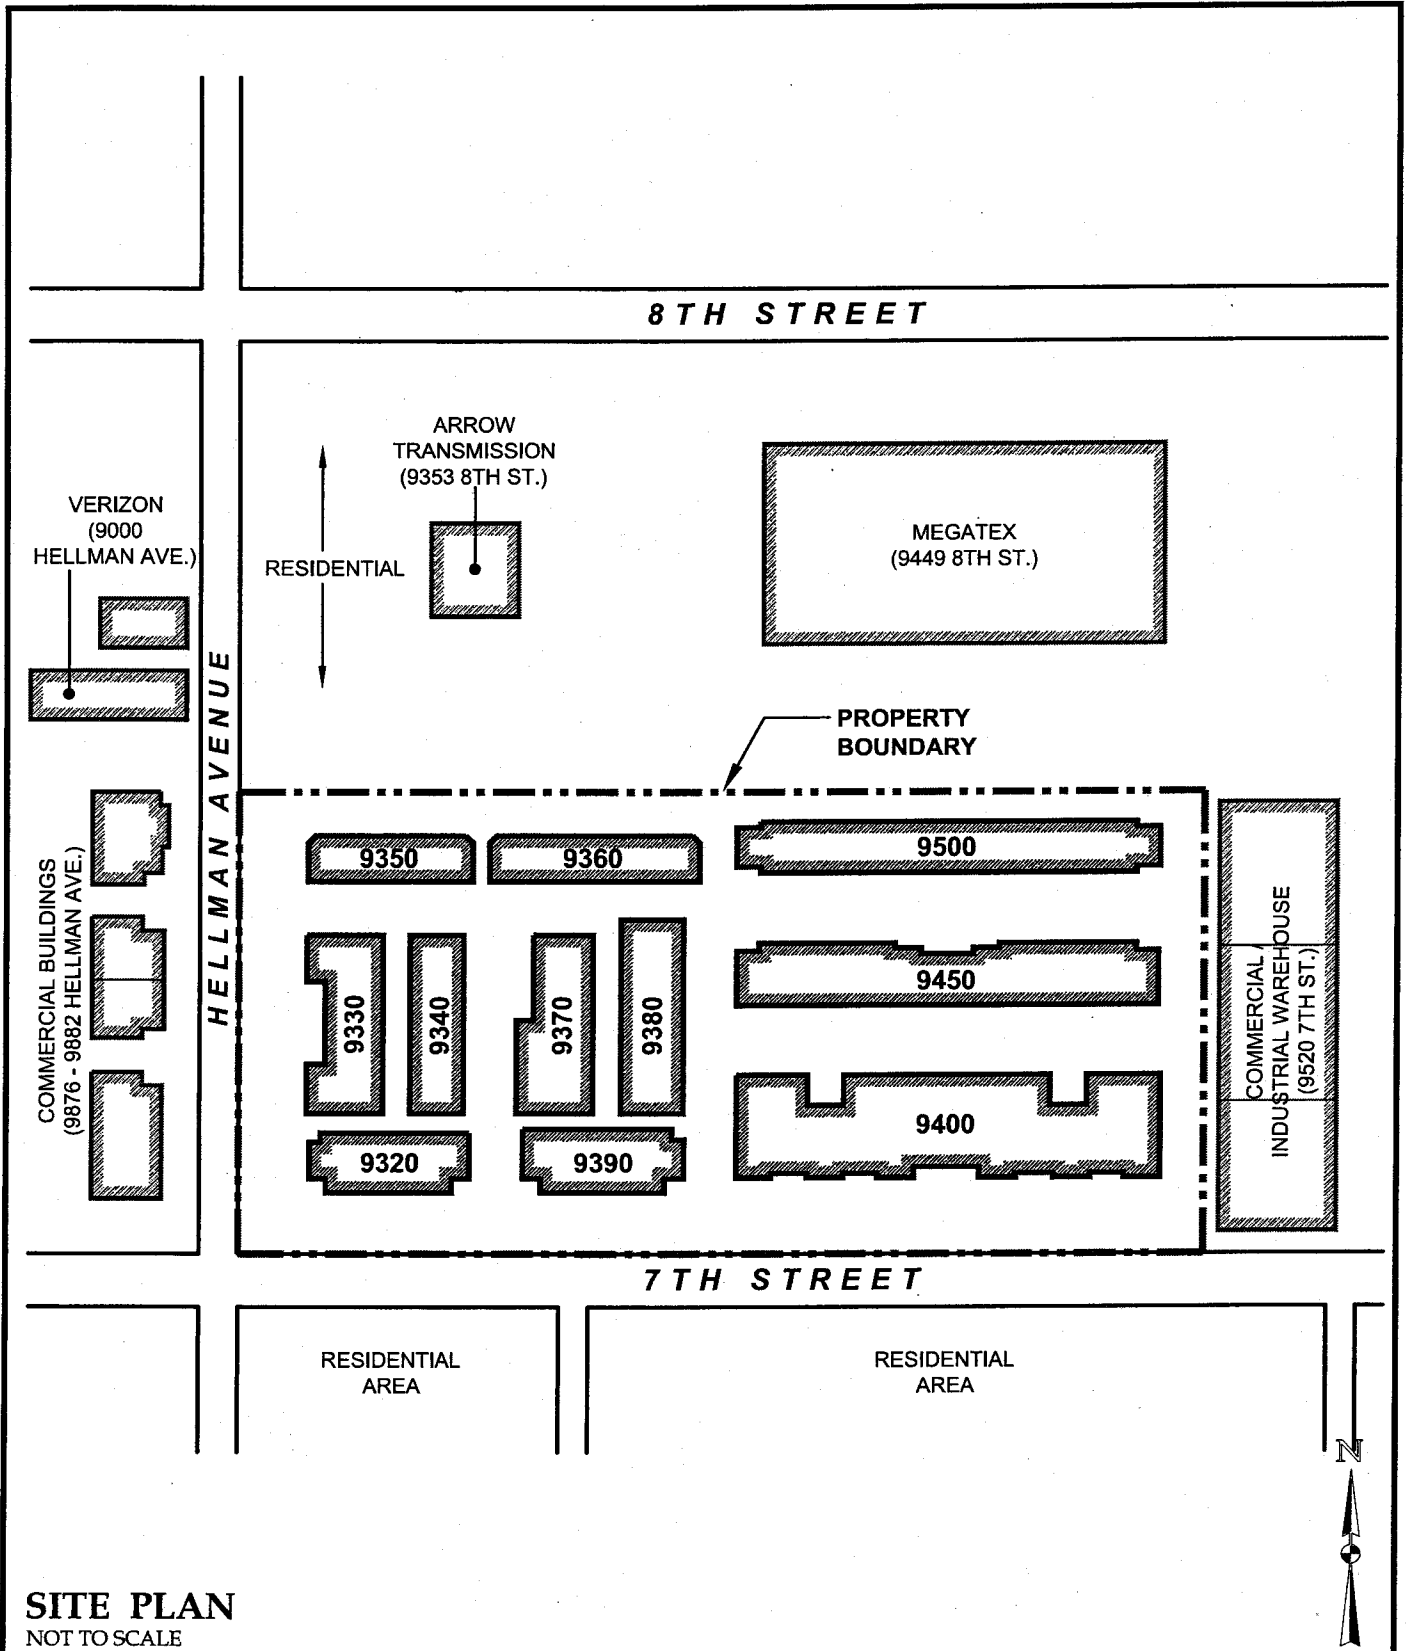 8TH STREET
ARROW
TRANSMISSION
(9353 8TH ST.)
VERIZON
(9000
HELLMAN AVE.)
RESIDENTIAL
MEGATEX
(9449 8TH ST.)
HELLMAN AVENUE
PROPERTY
BOUNDARY
COMMERCIAL BUILDINGS
(9876 - 9882 HELLMAN AVE.)
9350
9360
9500
9330
9340
9370
9380
9450
9320
9390
9400
COMMERCIAL /
INDUSTRIAL WAREHOUSE
(9520 7TH ST.)
7TH STREET
RESIDENTIAL
AREA
RESIDENTIAL
AREA
N
SITE PLAN
NOT TO SCALE